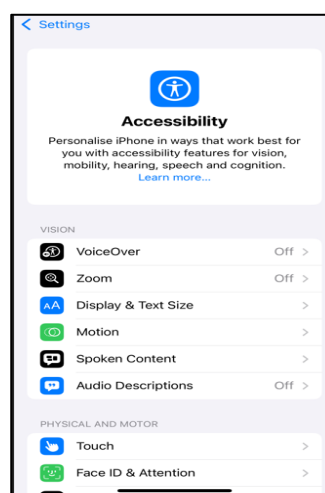 Settings
Accessibility
Personalise iPhone in ways that work best for
you with accessibility features for vision,
mobility, hearing, speech and cognition.
Learn more...
VISION
VoiceOver Off
Zoom Off
AA Display & Text Size
Motion
Spoken Content
Audio Descriptions Off
PHYSICAL AND MOTOR
Touch
Face ID & Attention